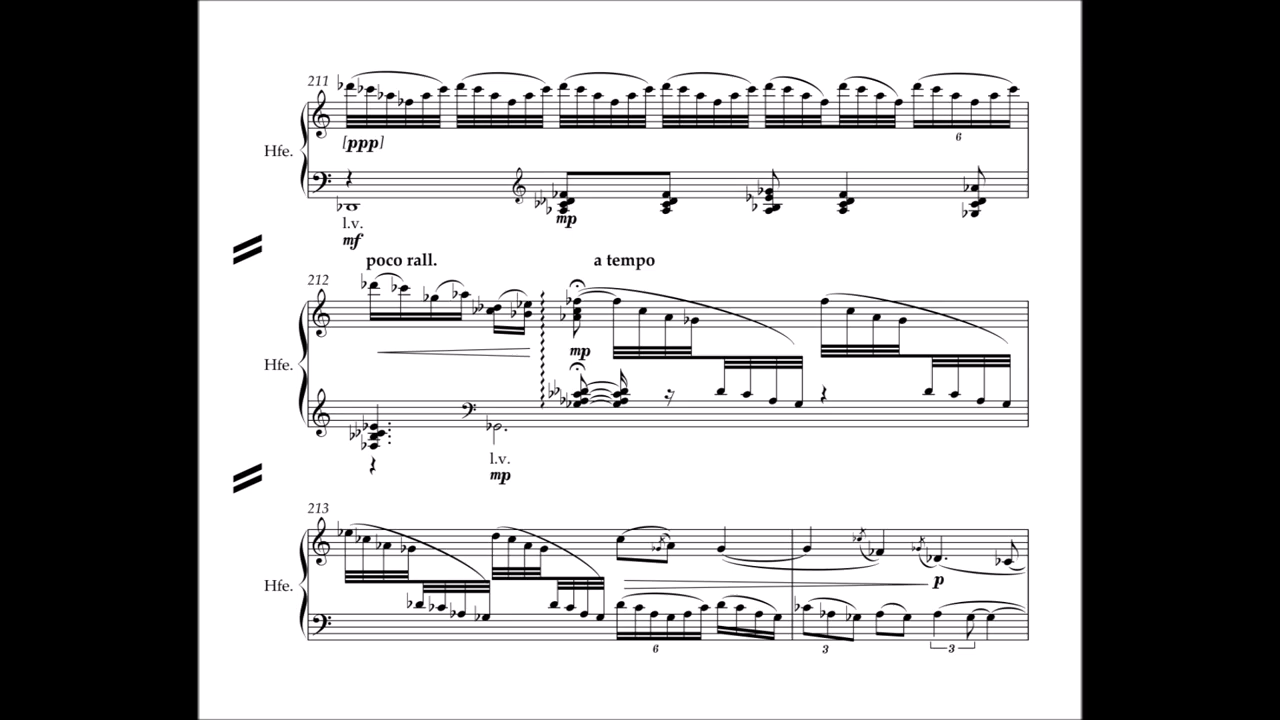 211
[ppp]
6
Hfe.
l.v.
mp
mf
poco rall. a tempo
212
mp
Hfe.
l.v.
mp
213
Hfe.
p
6 3 3